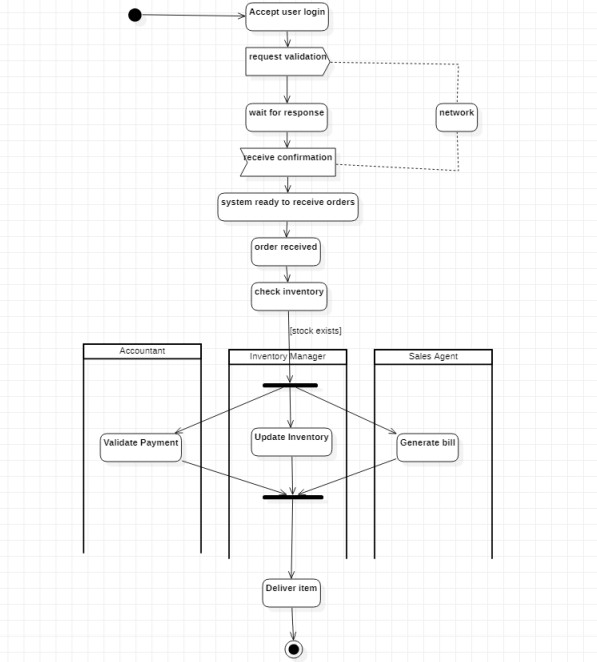 Accept user login
request validation
network
wait for response
receive confirmation
system ready to receive orders
order received
check inventory
[stock exists]
Accountant
Inventory Manager
Sales Agent
Validate Payment
Update Inventory
Generate bill
Deliver item